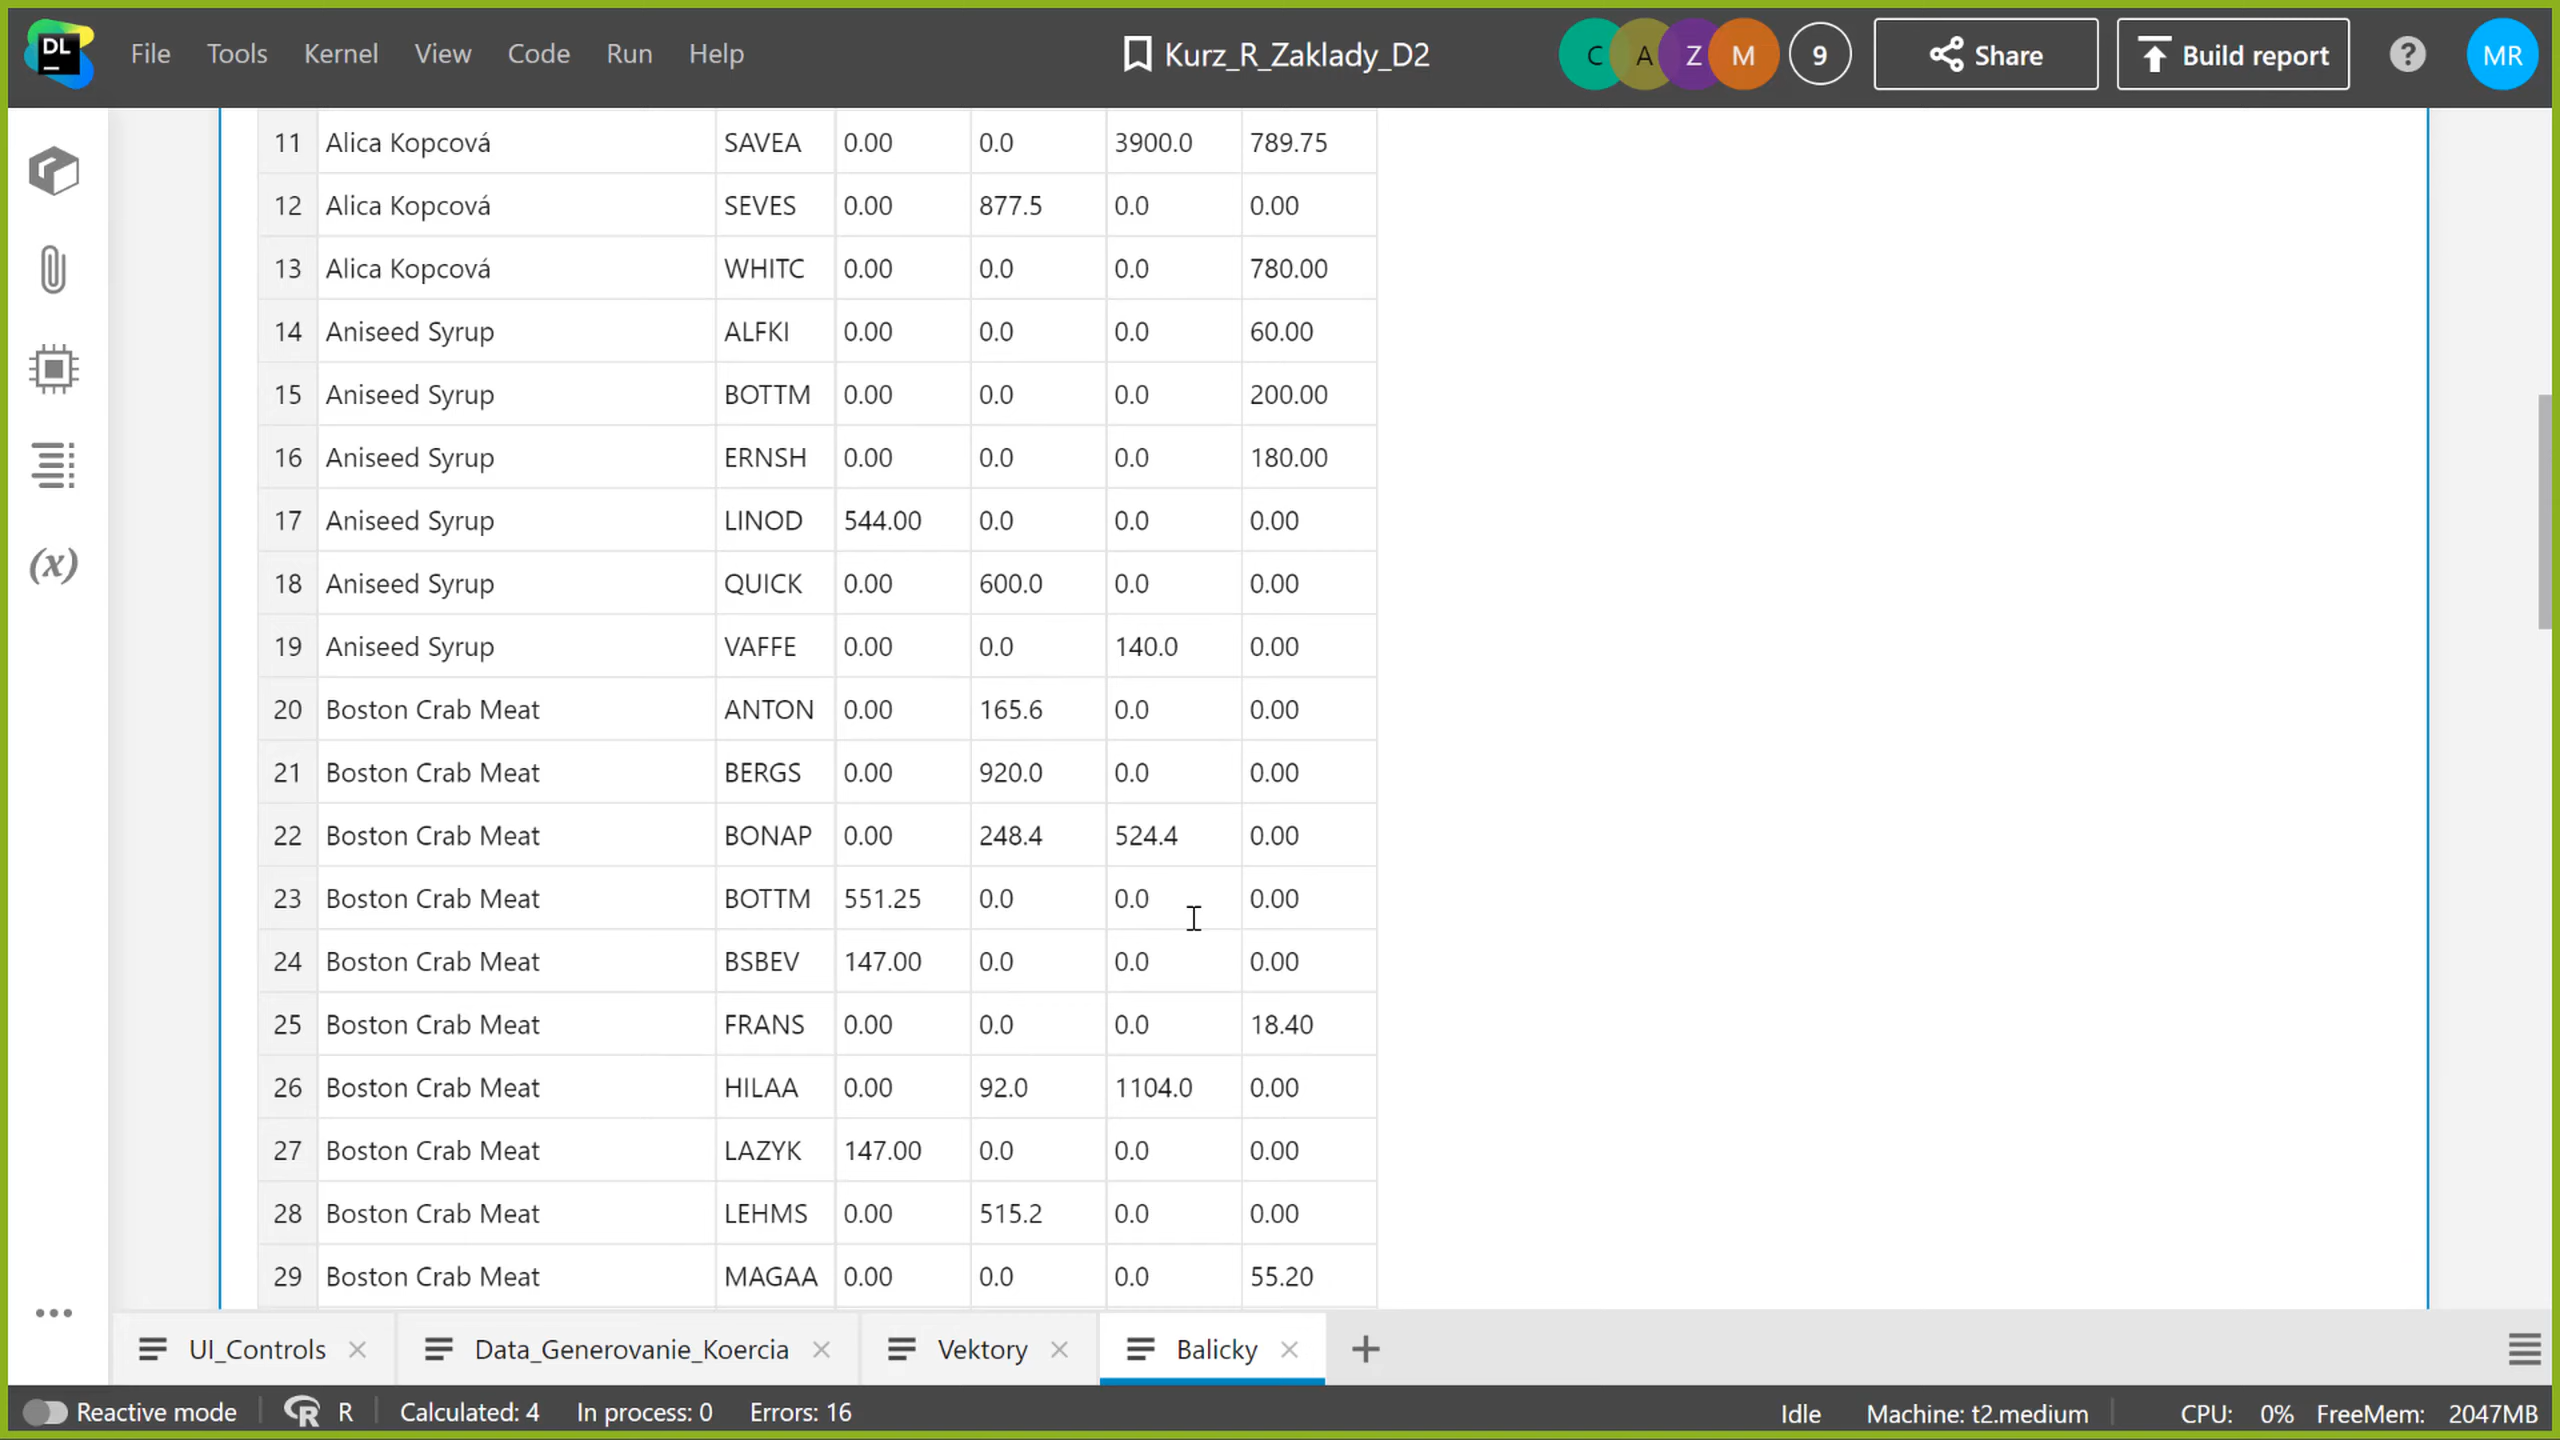 DL File Tools Kernel View Code Run Help Kurz_R_Zaklady_D2 C A Z M 9 Share Build report ? MR
11 Alica Kopcová SAVEA 0.00 0.0 3900.0 789.75
12 Alica Kopcová SEVES 0.00 877.5 0.0 0.00
13 Alica Kopcová WHITC 0.00 0.0 0.0 780.00
14 Aniseed Syrup ALFKI 0.00 0.0 0.0 60.00
15 Aniseed Syrup BOTTM 0.00 0.0 0.0 200.00
16 Aniseed Syrup ERNSH 0.00 0.0 0.0 180.00
17 Aniseed Syrup LINOD 544.00 0.0 0.0 0.00
18 Aniseed Syrup QUICK 0.00 600.0 0.0 0.00
19 Aniseed Syrup VAFFE 0.00 0.0 140.0 0.00
20 Boston Crab Meat ANTON 0.00 165.6 0.0 0.00
21 Boston Crab Meat BERGS 0.00 920.0 0.0 0.00
22 Boston Crab Meat BONAP 0.00 248.4 524.4 0.00
23 Boston Crab Meat BOTTM 551.25 0.0 0.0 0.00
24 Boston Crab Meat BSBEV 147.00 0.0 0.0 0.00
25 Boston Crab Meat FRANS 0.00 0.0 0.0 18.40
26 Boston Crab Meat HILAA 0.00 92.0 1104.0 0.00
27 Boston Crab Meat LAZYK 147.00 0.0 0.0 0.00
28 Boston Crab Meat LEHMS 0.00 515.2 0.0 0.00
29 Boston Crab Meat MAGAA 0.00 0.0 0.0 55.20
(x)
UI_Controls Data_Generovanie_Koercia Vektory Balicky
Reactive mode R R Calculated: 4 In process: 0 Errors: 16 Idle Machine: t2.medium CPU: 0% FreeMem: 2047MB